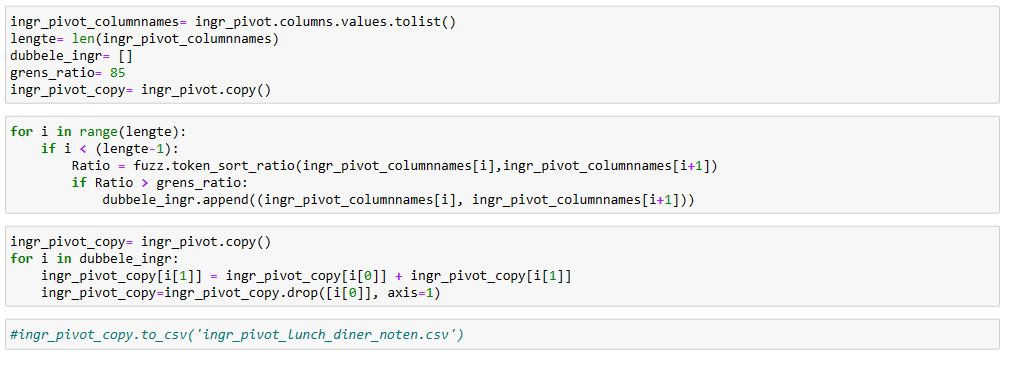 ingr_pivot_columnnames= ingr_pivot.columns.values.tolist()
lengte= len(ingr_pivot_columnnames)
dubbele_ingr= []
grens_ratio= 85
ingr_pivot_copy= ingr_pivot.copy()
for i in range(lengte):
    if i < (lengte-1):
        Ratio = fuzz.token_sort_ratio(ingr_pivot_columnnames[i],ingr_pivot_columnnames[i+1])
        if Ratio > grens_ratio:
            dubbele_ingr.append((ingr_pivot_columnnames[i], ingr_pivot_columnnames[i+1]))
ingr_pivot_copy= ingr_pivot.copy()
for i in dubbele_ingr:
    ingr_pivot_copy[i[1]] = ingr_pivot_copy[i[0]] + ingr_pivot_copy[i[1]]
    ingr_pivot_copy=ingr_pivot_copy.drop([i[0]], axis=1)
#ingr_pivot_copy.to_csv('ingr_pivot_lunch_diner_noten.csv')